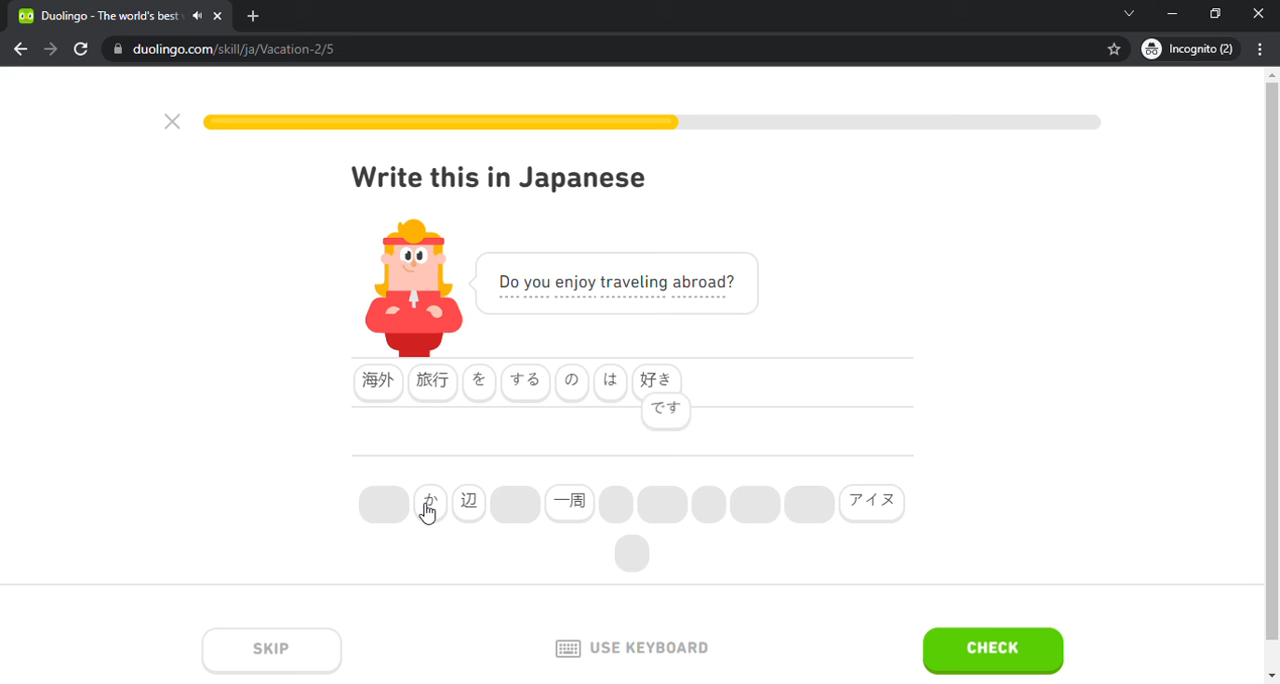 Duolingo - The world's best
duolingo.com/skill/ja/Vacation-2/5
Incognito (2)
Write this in Japanese
Do you enjoy traveling abroad?
海外 旅行 を する の は 好き
です
か 辺 一周 アイヌ
SKIP
USE KEYBOARD
CHECK